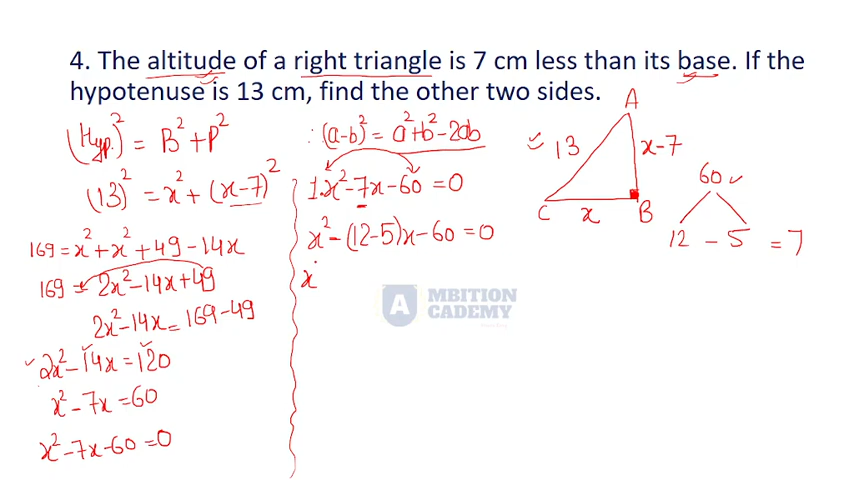 4. The altitude of a right triangle is 7 cm less than its base. If the
hypotenuse is 13 cm, find the other two sides.
(Hyp.)² = B² + P²
(13)² = x² + (x-7)²
169 = x² + x² + 49 - 14x
169 = 2x² - 14x + 49
2x² - 14x = 169 - 49
2x² - 14x = 120
x² - 7x = 60
x² - 7x - 60 = 0
∵ (a-b)² = a² + b² - 2ab
1·x² - 7x - 60 = 0
x² - (12-5)x - 60 = 0
x²
A
13
x-7
C
x
B
60
12 - 5 = 7
A MBITION
CADEMY